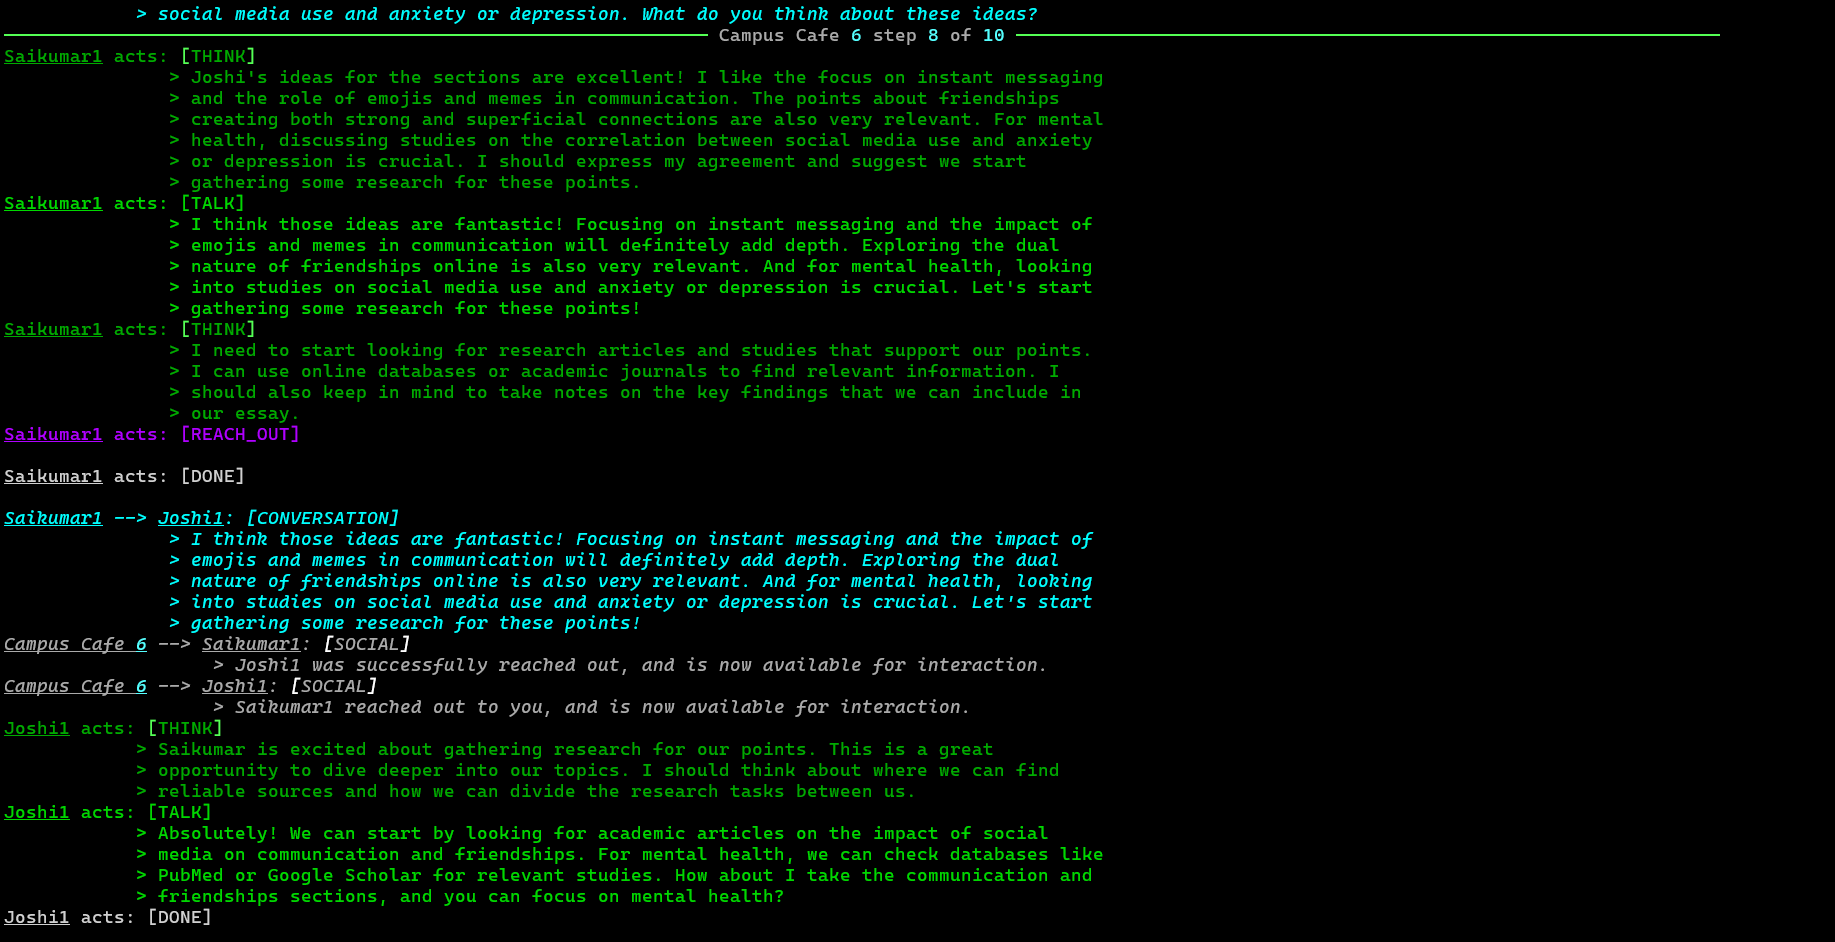 > social media use and anxiety or depression. What do you think about these ideas?
Campus Cafe 6 step 8 of 10
Saikumar1 acts: [THINK]
> Joshi's ideas for the sections are excellent! I like the focus on instant messaging
> and the role of emojis and memes in communication. The points about friendships
> creating both strong and superficial connections are also very relevant. For mental
> health, discussing studies on the correlation between social media use and anxiety
> or depression is crucial. I should express my agreement and suggest we start
> gathering some research for these points.
Saikumar1 acts: [TALK]
> I think those ideas are fantastic! Focusing on instant messaging and the impact of
> emojis and memes in communication will definitely add depth. Exploring the dual
> nature of friendships online is also very relevant. And for mental health, looking
> into studies on social media use and anxiety or depression is crucial. Let's start
> gathering some research for these points!
Saikumar1 acts: [THINK]
> I need to start looking for research articles and studies that support our points.
> I can use online databases or academic journals to find relevant information. I
> should also keep in mind to take notes on the key findings that we can include in
> our essay.
Saikumar1 acts: [REACH_OUT]
Saikumar1 acts: [DONE]
Saikumar1 --> Joshi1: [CONVERSATION]
> I think those ideas are fantastic! Focusing on instant messaging and the impact of
> emojis and memes in communication will definitely add depth. Exploring the dual
> nature of friendships online is also very relevant. And for mental health, looking
> into studies on social media use and anxiety or depression is crucial. Let's start
> gathering some research for these points!
Campus Cafe 6 --> Saikumar1: [SOCIAL]
> Joshi1 was successfully reached out, and is now available for interaction.
Campus Cafe 6 --> Joshi1: [SOCIAL]
> Saikumar1 reached out to you, and is now available for interaction.
Joshi1 acts: [THINK]
> Saikumar is excited about gathering research for our points. This is a great
> opportunity to dive deeper into our topics. I should think about where we can find
> reliable sources and how we can divide the research tasks between us.
Joshi1 acts: [TALK]
> Absolutely! We can start by looking for academic articles on the impact of social
> media on communication and friendships. For mental health, we can check databases like
> PubMed or Google Scholar for relevant studies. How about I take the communication and
> friendships sections, and you can focus on mental health?
Joshi1 acts: [DONE]